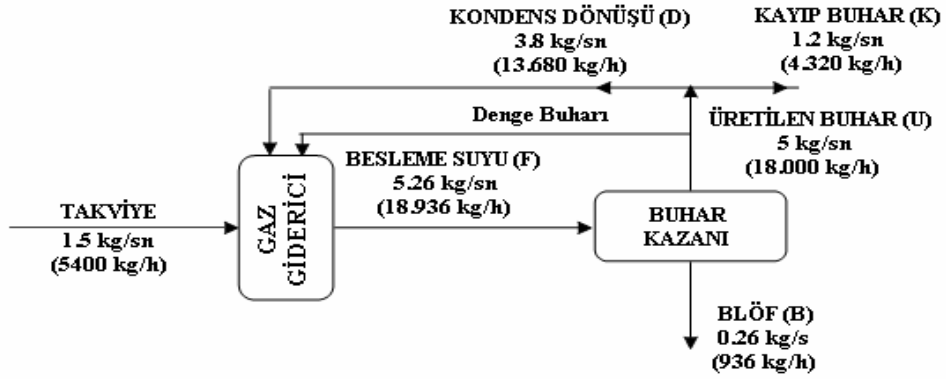 KONDENS DÖNÜŞÜ (D)
3.8 kg/sn
(13.680 kg/h)
KAYIP BUHAR (K)
1.2 kg/sn
(4.320 kg/h)
Denge Buharı
ÜRETİLEN BUHAR (U)
5 kg/sn
(18.000 kg/h)
BESLEME SUYU (F)
5.26 kg/sn
(18.936 kg/h)
TAKVİYE
1.5 kg/sn
(5400 kg/h)
GAZ
GİDERİCİ
BUHAR
KAZANI
BLÖF (B)
0.26 kg/s
(936 kg/h)